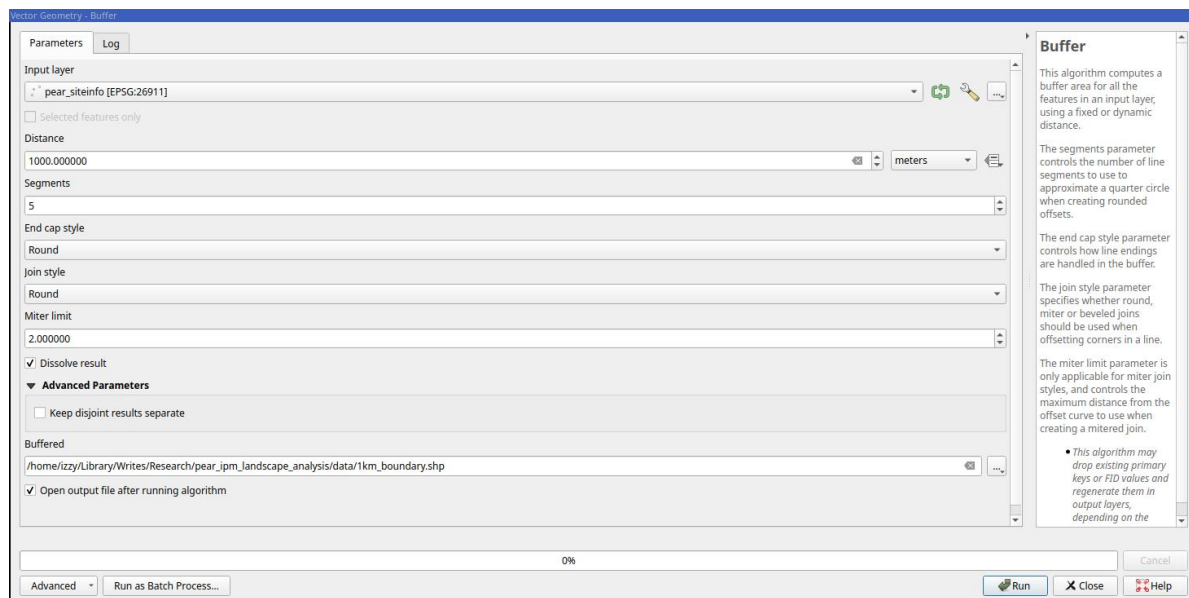 Vector Geometry - Buffer
Parameters
Log
Input layer
pear_siteinfo [EPSG:26911]
...
Selected features only
Distance
1000.000000
meters
Segments
5
End cap style
Round
Join style
Round
Miter limit
2.000000
Dissolve result
Advanced Parameters
Keep disjoint results separate
Buffered
/home/izzy/Library/Writes/Research/pear_ipm_landscape_analysis/data/1km_boundary.shp
...
Open output file after running algorithm
Buffer
This algorithm computes a
buffer area for all the
features in an input layer,
using a fixed or dynamic
distance.
The segments parameter
controls the number of line
segments to use to
approximate a quarter circle
when creating rounded
offsets.
The end cap style parameter
controls how line endings
are handled in the buffer.
The join style parameter
specifies whether round,
miter or beveled joins
should be used when
offsetting corners in a line.
The miter limit parameter is
only applicable for miter join
styles, and controls the
maximum distance from the
offset curve to use when
creating a mitered join.
• This algorithm may
drop existing primary
keys or FID values and
regenerate them in
output layers,
depending on the
0%
Cancel
Advanced
Run as Batch Process...
Run
Close
Help